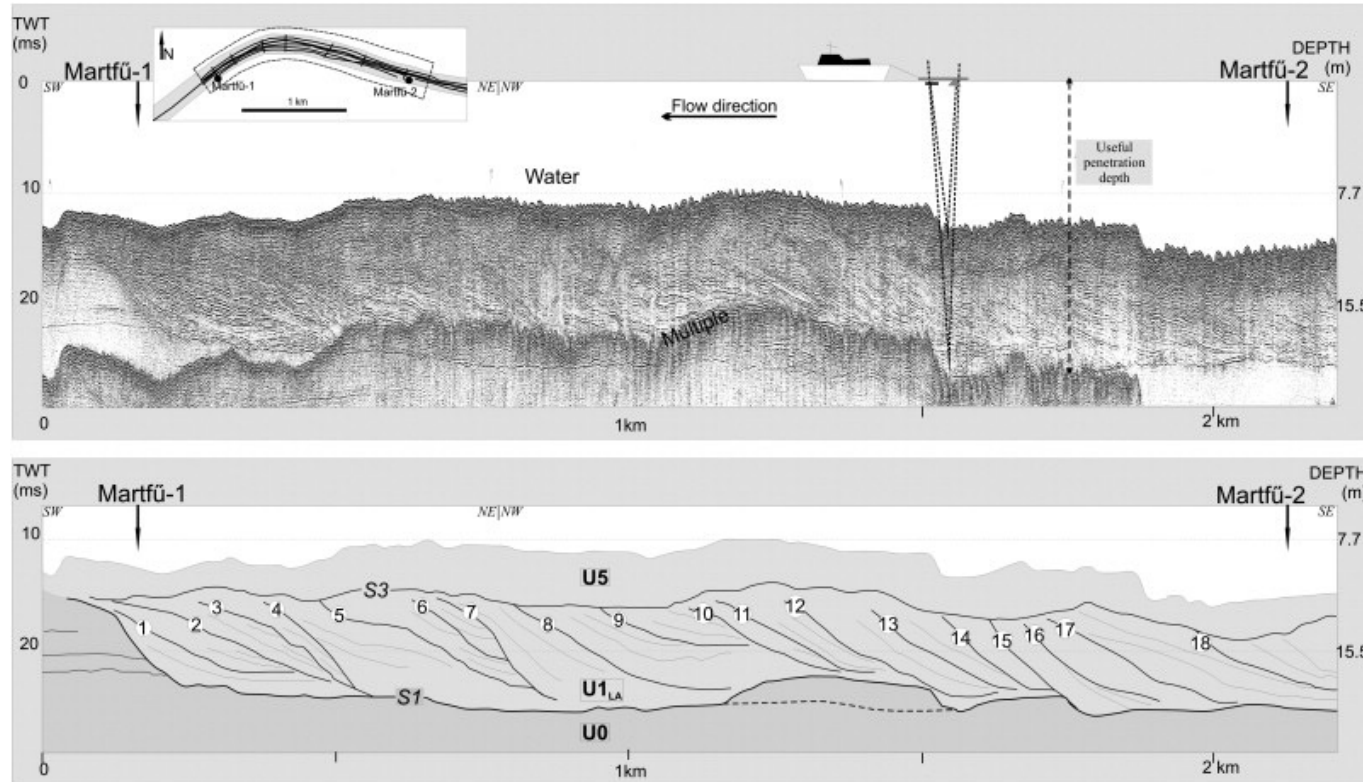 TWT
(ms)
Martfű-1
N
Martfű-1
Martfű-2
1 km
DEPTH
(m)
Martfű-2
0
SW
NE|NW
SE
Flow direction
Useful
penetration
depth
Water
10
7.7
20
15.5
Multiple
0
1km
2 km
TWT
(ms)
Martfű-1
DEPTH
(m)
Martfű-2
SW
NE|NW
SE
10
7.7
U5
S3
1
2
3
4
5
6
7
8
9
10
11
12
13
14
15
16
17
18
20
15.5
S1
U1LA
U0
0
1km
2 km